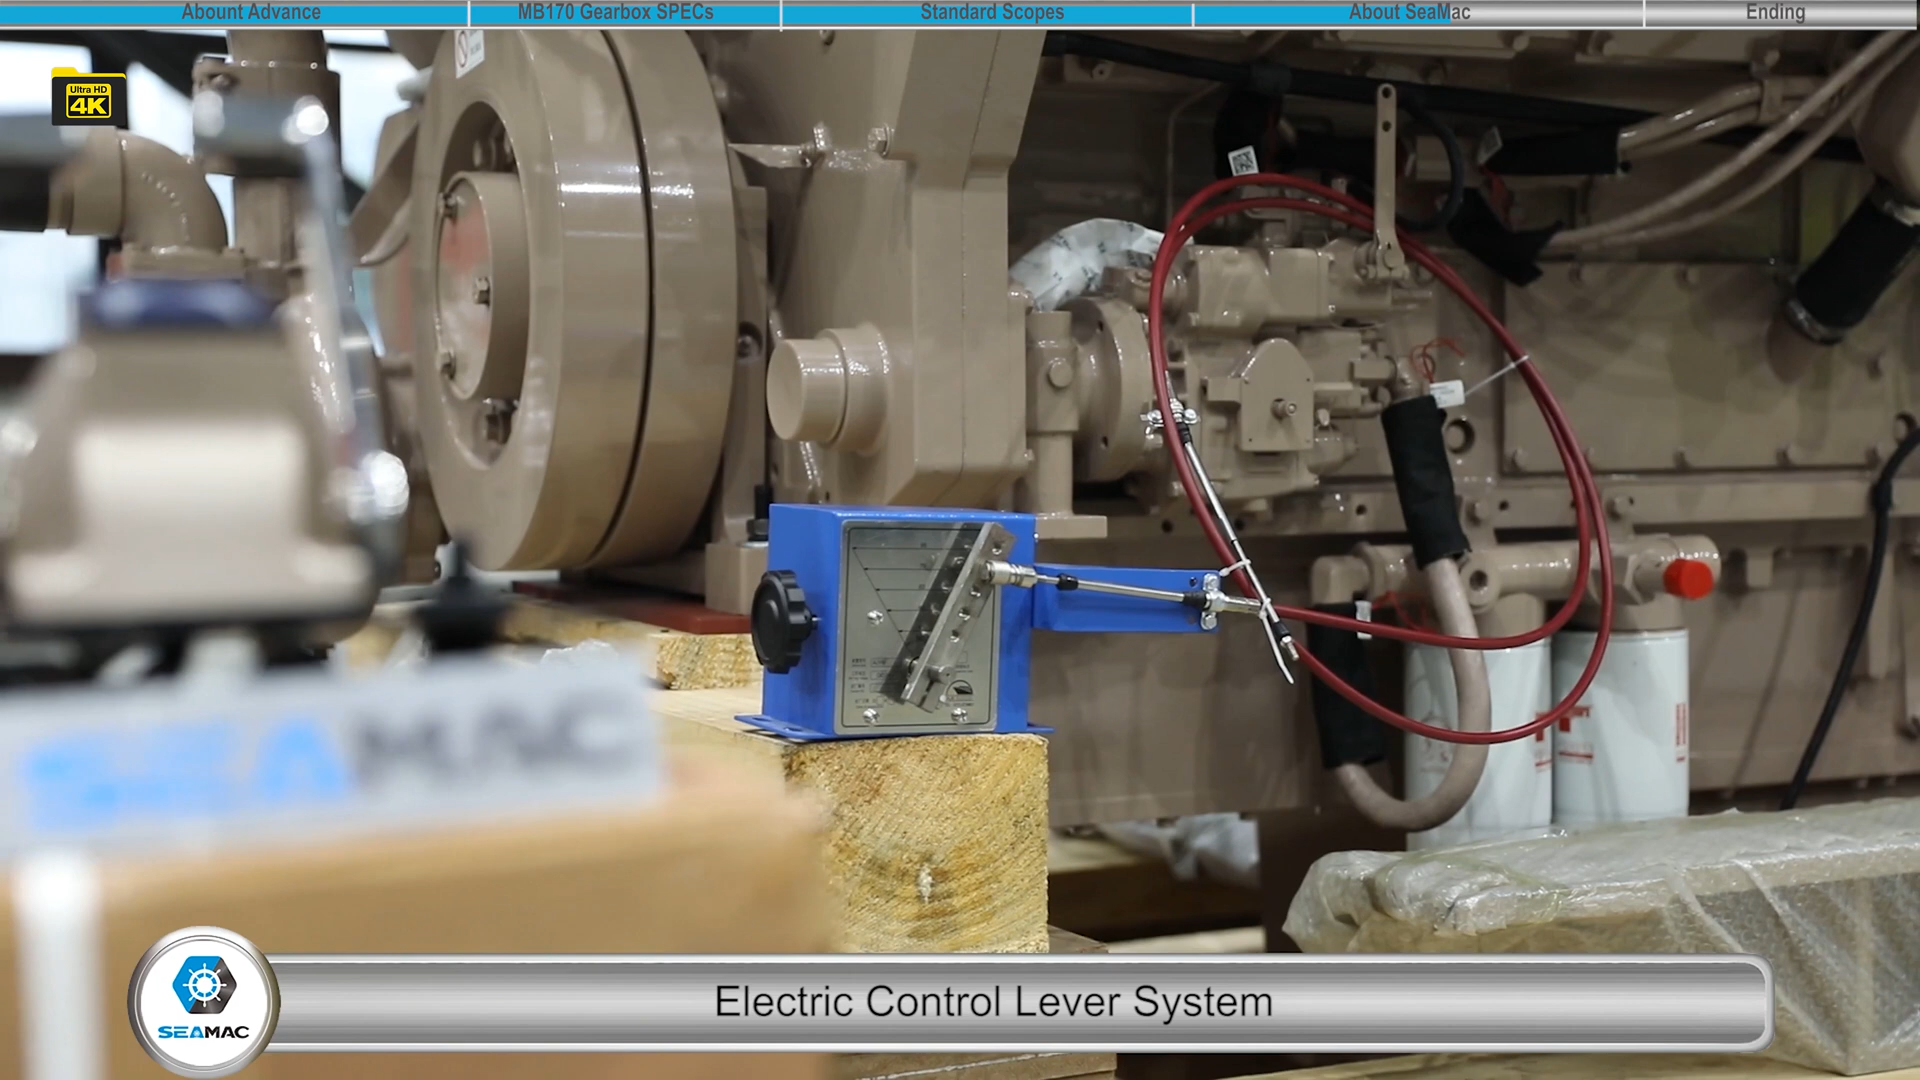 Abount Advance
MB170 Gearbox SPECs
Standard Scopes
About SeaMac
Ending
Ultra HD
4K
SEAMAC
Electric Control Lever System
SEAMAC